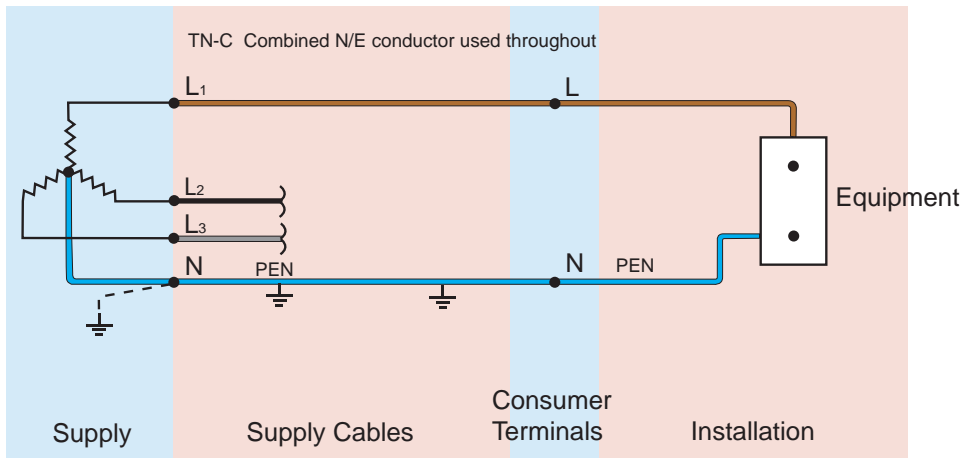 TN-C Combined N/E conductor used throughout
L1
L
L2
Equipment
L3
N
PEN
N
PEN
Supply
Supply Cables
Consumer
Terminals
Installation